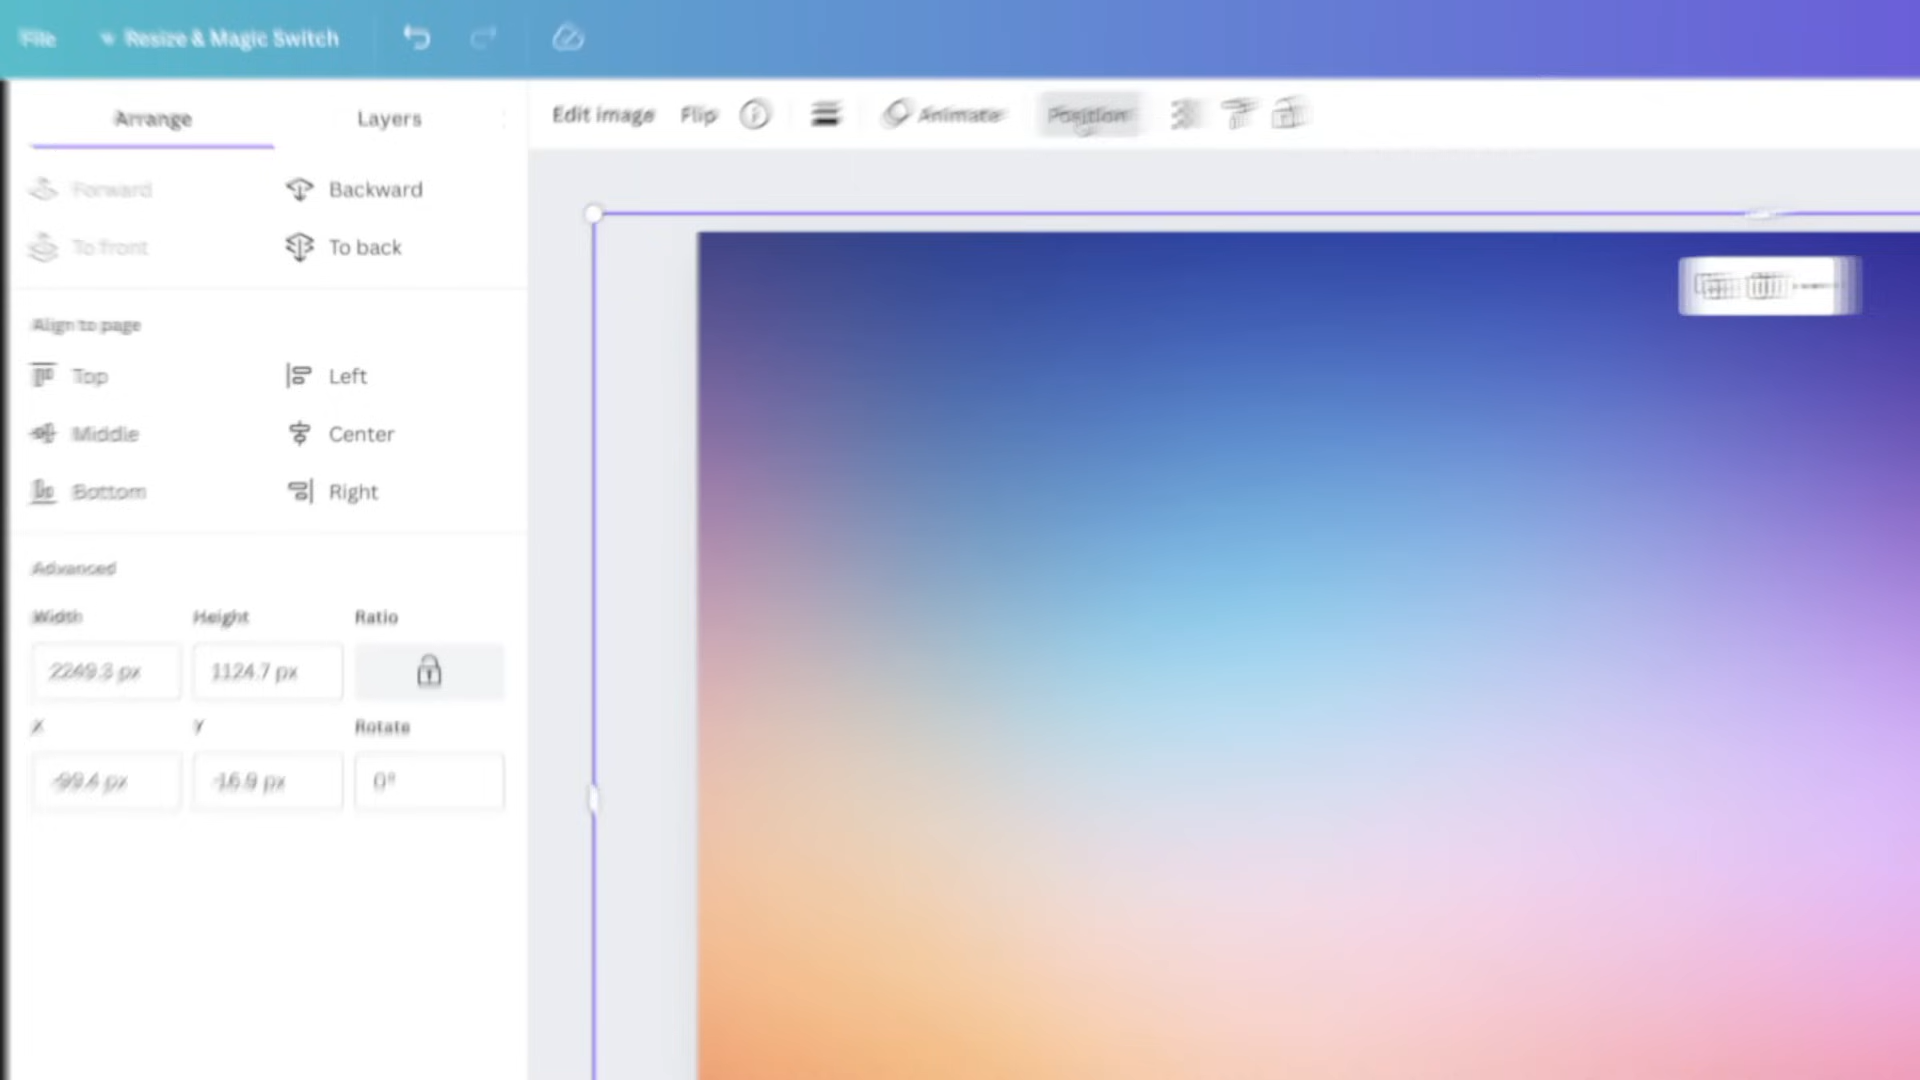 File Resize & Magic Switch
Arrange Layers
Edit image Flip Animate Position
Forward Backward
To front To back
Align to page
Top Left
Middle Center
Bottom Right
Advanced
Width Height Ratio
2249.3 px 1124.7 px
X Y Rotate
-99.4 px -16.9 px 0°